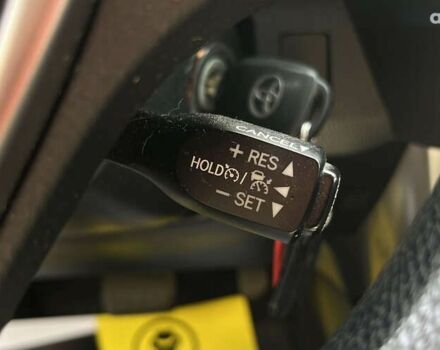 CANCEL
+ RES
HOLD /
− SET